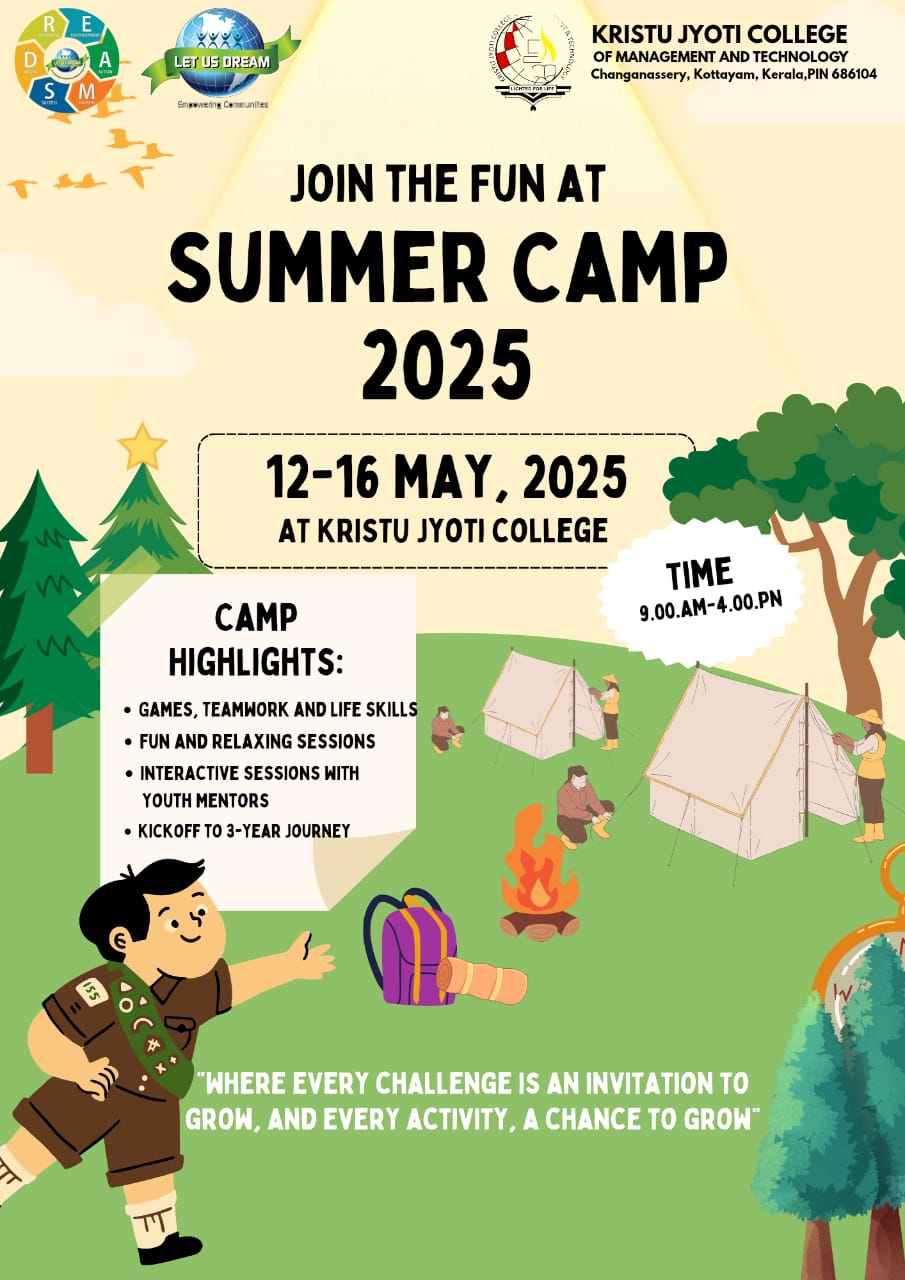 R E
D A
S M
LET US DREAM
Empowering Communities
LIGHTED FOR LIFE
KRISTU JYOTI COLLEGE
OF MANAGEMENT AND TECHNOLOGY
Changanassery, Kottayam, Kerala,PIN 686104
JOIN THE FUN AT
SUMMER CAMP
2025
12-16 MAY, 2025
AT KRISTU JYOTI COLLEGE
TIME
9.00.AM-4.00.PN
CAMP
HIGHLIGHTS:
• GAMES, TEAMWORK AND LIFE SKILLS
• FUN AND RELAXING SESSIONS
• INTERACTIVE SESSIONS WITH
YOUTH MENTORS
• KICKOFF TO 3-YEAR JOURNEY
ISS
N
W
"WHERE EVERY CHALLENGE IS AN INVITATION TO
GROW, AND EVERY ACTIVITY, A CHANCE TO GROW"